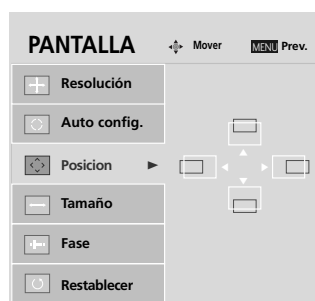 PANTALLA Mover MENU Prev.
Resolución
Auto config.
Posicion
Tamaño
Fase
Restablecer